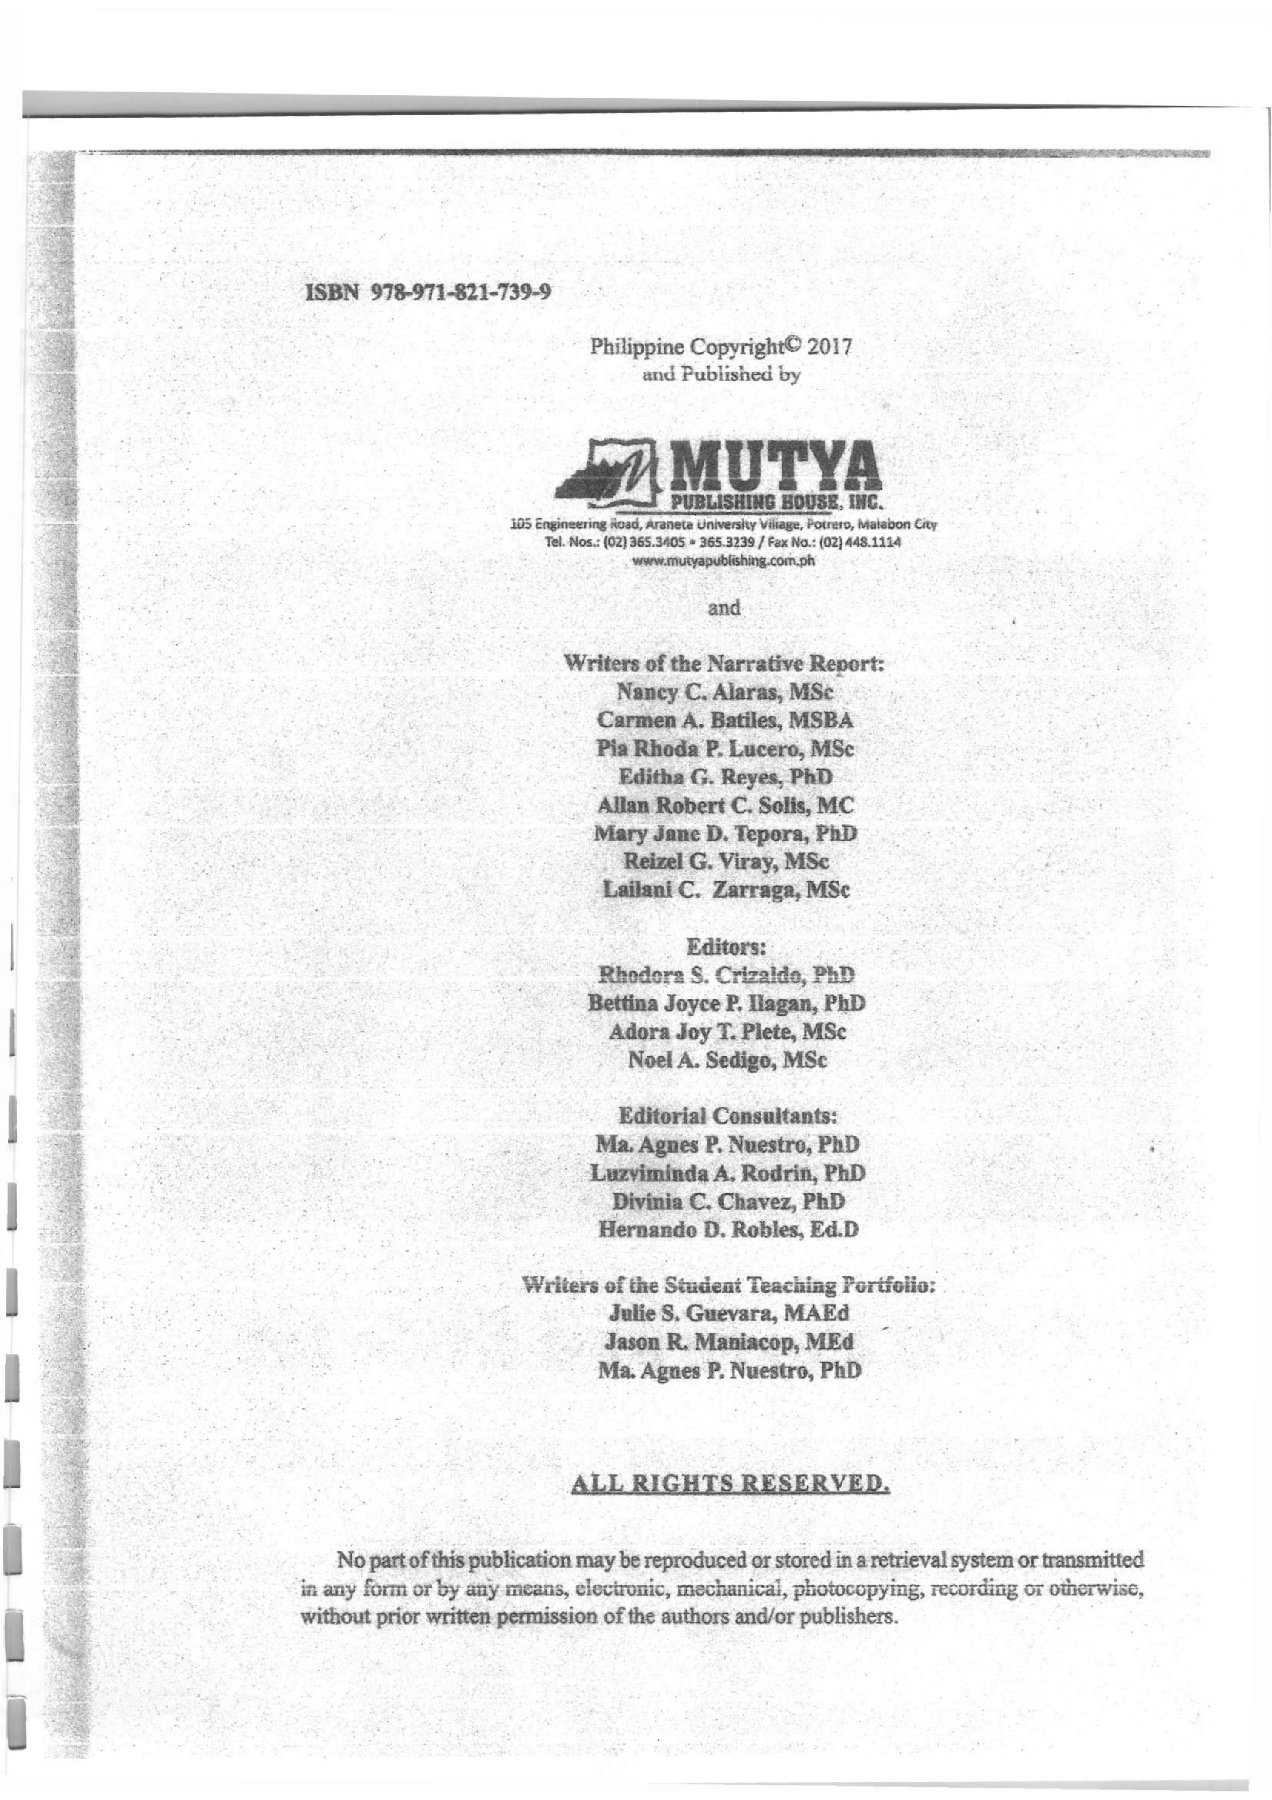 ISBN 978-971-821-739-9
Philippine Copyright© 2017
and Published by
MUTYA
PUBLISHING HOUSE, INC.
105 Engineering Road, Araneta University Village, Potrero, Malabon City
Tel. Nos.: (02) 365.3405 • 365.3239 / Fax No.: (02) 448.1114
www.mutyapublishing.com.ph
and
Writers of the Narrative Report:
Nancy C. Alaras, MSc
Carmen A. Batiles, MSBA
Pia Rhoda P. Lucero, MSc
Editha G. Reyes, PhD
Allan Robert C. Solis, MC
Mary Jane D. Tepora, PhD
Reizel G. Viray, MSc
Lailani C. Zarraga, MSc
Editors:
Rhodora S. Crizaldo, PhD
Bettina Joyce P. Ilagan, PhD
Adora Joy T. Plete, MSc
Noel A. Sedigo, MSc
Editorial Consultants:
Ma. Agnes P. Nuestro, PhD
Luzviminda A. Rodrin, PhD
Divinia C. Chavez, PhD
Hernando D. Robles, Ed.D
Writers of the Student Teaching Portfolio:
Julie S. Guevara, MAEd
Jason R. Maniacop, MEd
Ma. Agnes P. Nuestro, PhD
ALL RIGHTS RESERVED.
No part of this publication may be reproduced or stored in a retrieval system or transmitted
in any form or by any means, electronic, mechanical, photocopying, recording or otherwise,
without prior written permission of the authors and/or publishers.